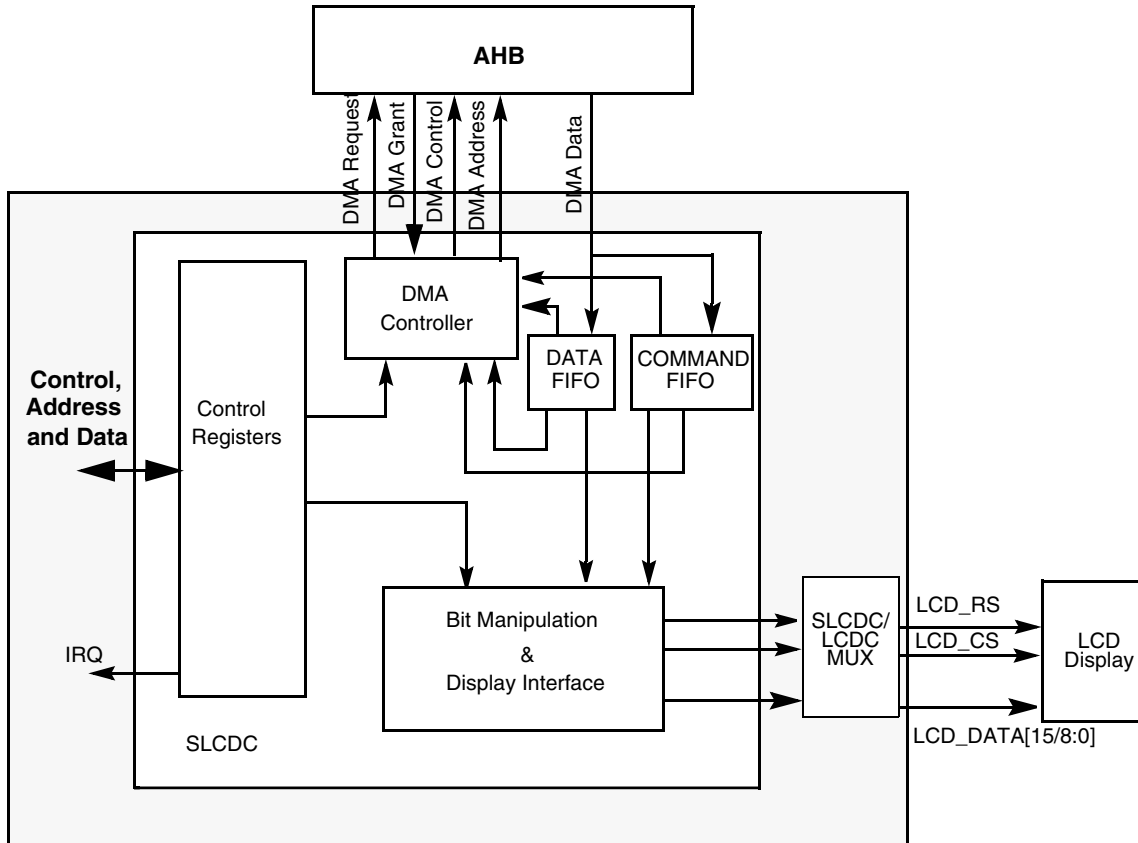 AHB
DMA Request
DMA Grant
DMA Control
DMA Address
DMA Data
DMA
Controller
DATA
FIFO
COMMAND
FIFO
Control,
Address
and Data
Control
Registers
Bit Manipulation
&
Display Interface
SLCDC/
LCDC
MUX
LCD_RS
LCD_CS
LCD
Display
LCD_DATA[15/8:0]
IRQ
SLCDC